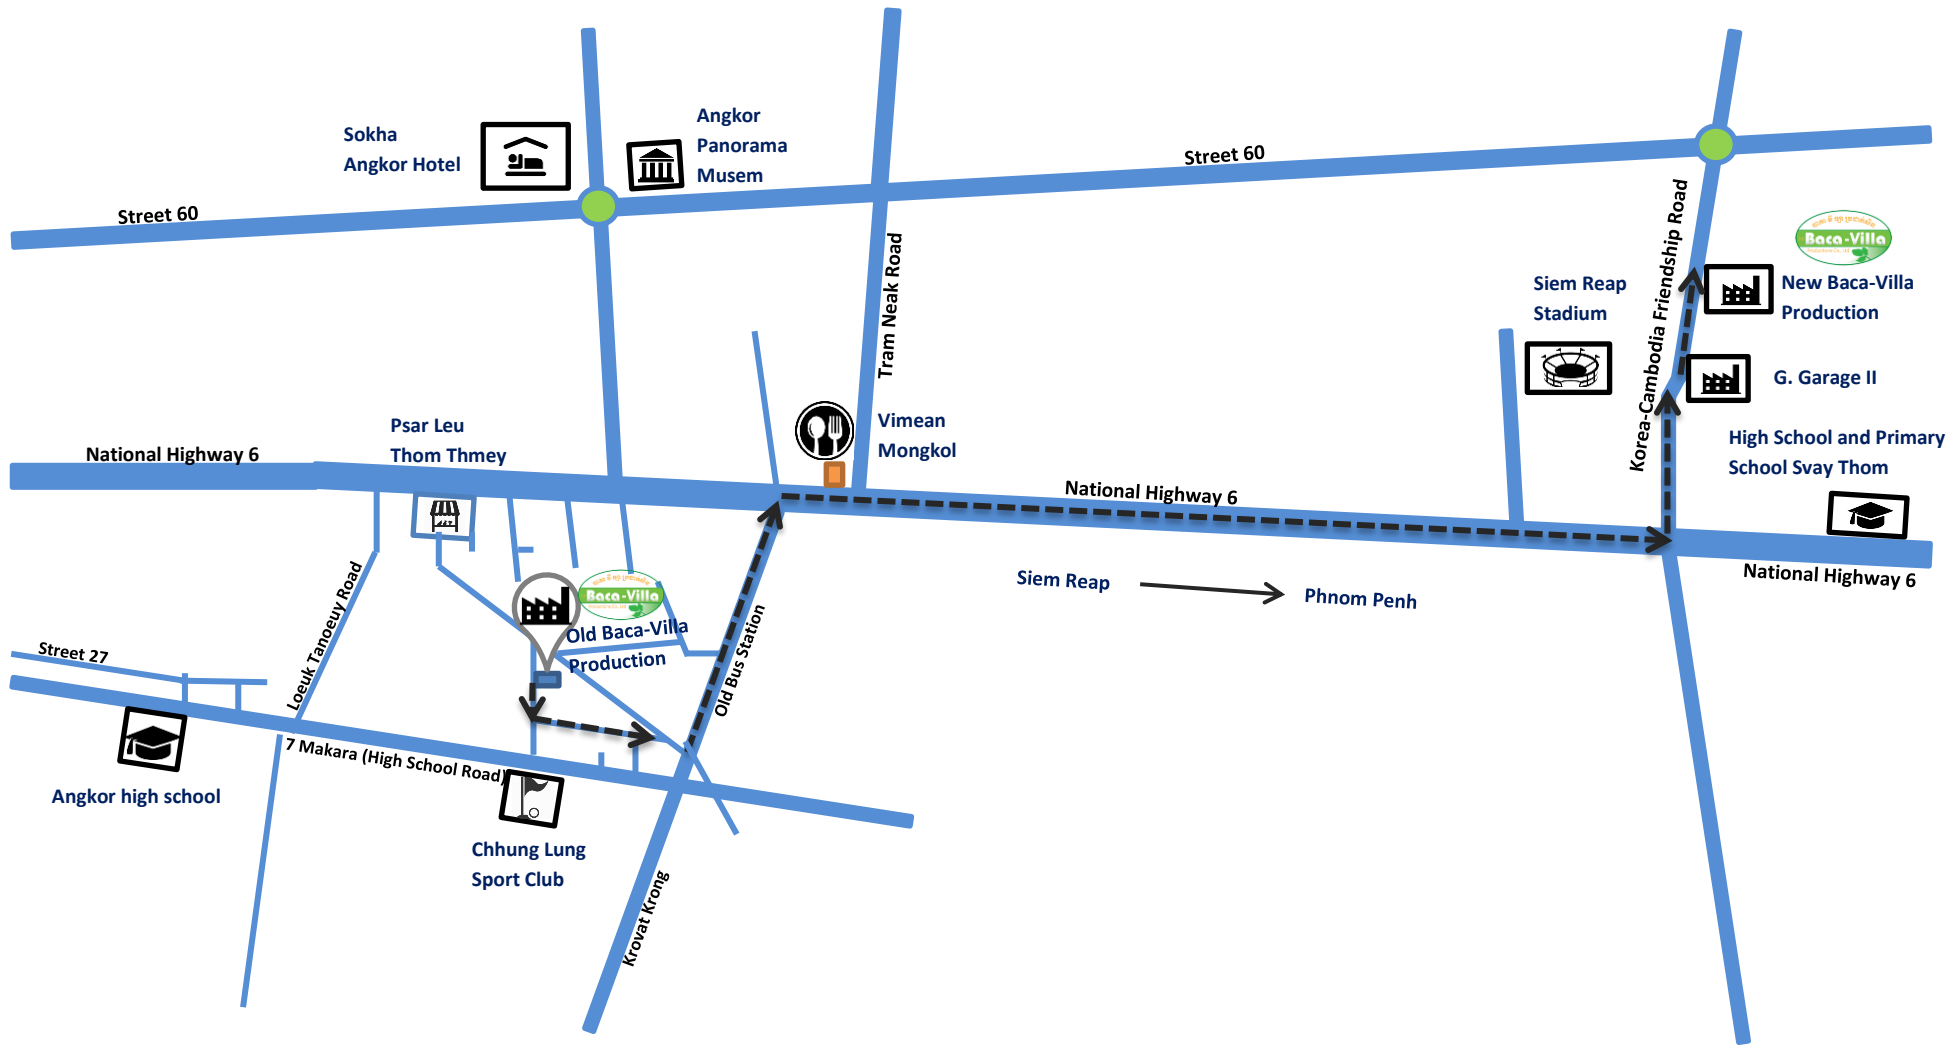 Sokha
Angkor Hotel
Angkor
Panorama
Musem
Street 60
Street 60
Tram Neak Road
Korea-Cambodia Friendship Road
Baca-Villa
New Baca-Villa
Production
Siem Reap
Stadium
G. Garage II
Psar Leu
Thom Thmey
Vimean
Mongkol
High School and Primary
School Svay Thom
National Highway 6
National Highway 6
National Highway 6
Siem Reap
Phnom Penh
Loeuk Tanoeuy Road
Baca-Villa
Old Baca-Villa
Production
Old Bus Station
Street 27
7 Makara (High School Road)
Angkor high school
Chhung Lung
Sport Club
Krovat Krong